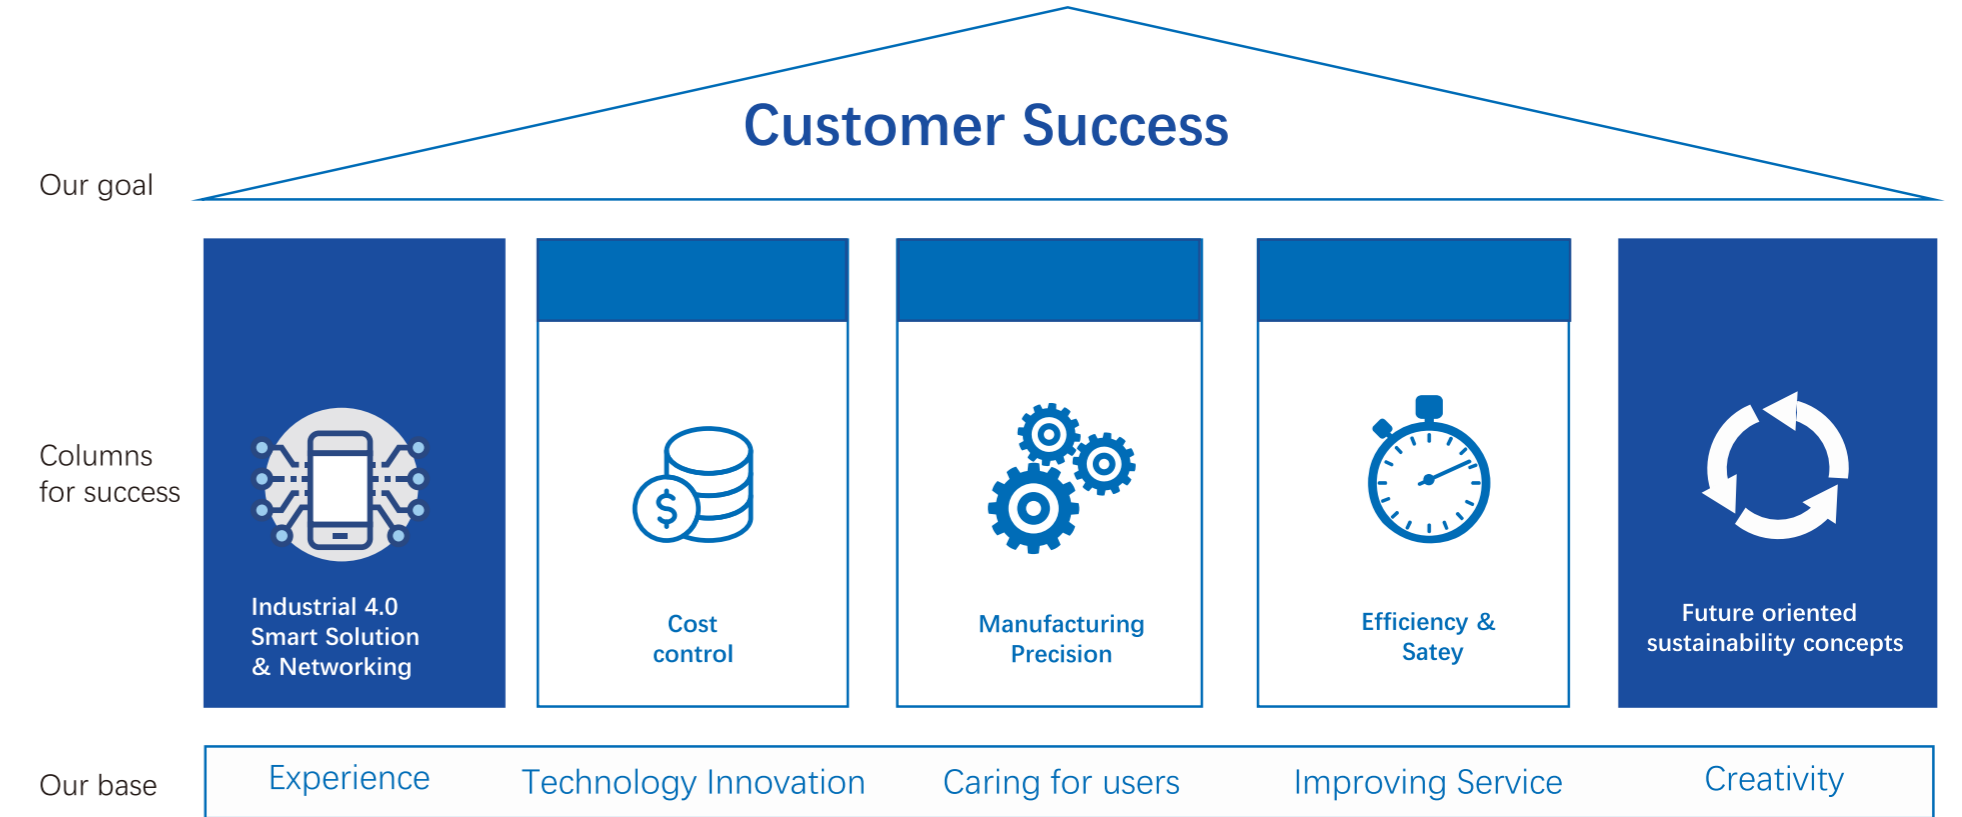 Customer Success
Our goal
Columns
for success
$
Industrial 4.0
Smart Solution
& Networking
Cost
control
Manufacturing
Precision
Efficiency &
Satey
Future oriented
sustainability concepts
Our base
Experience
Technology Innovation
Caring for users
Improving Service
Creativity